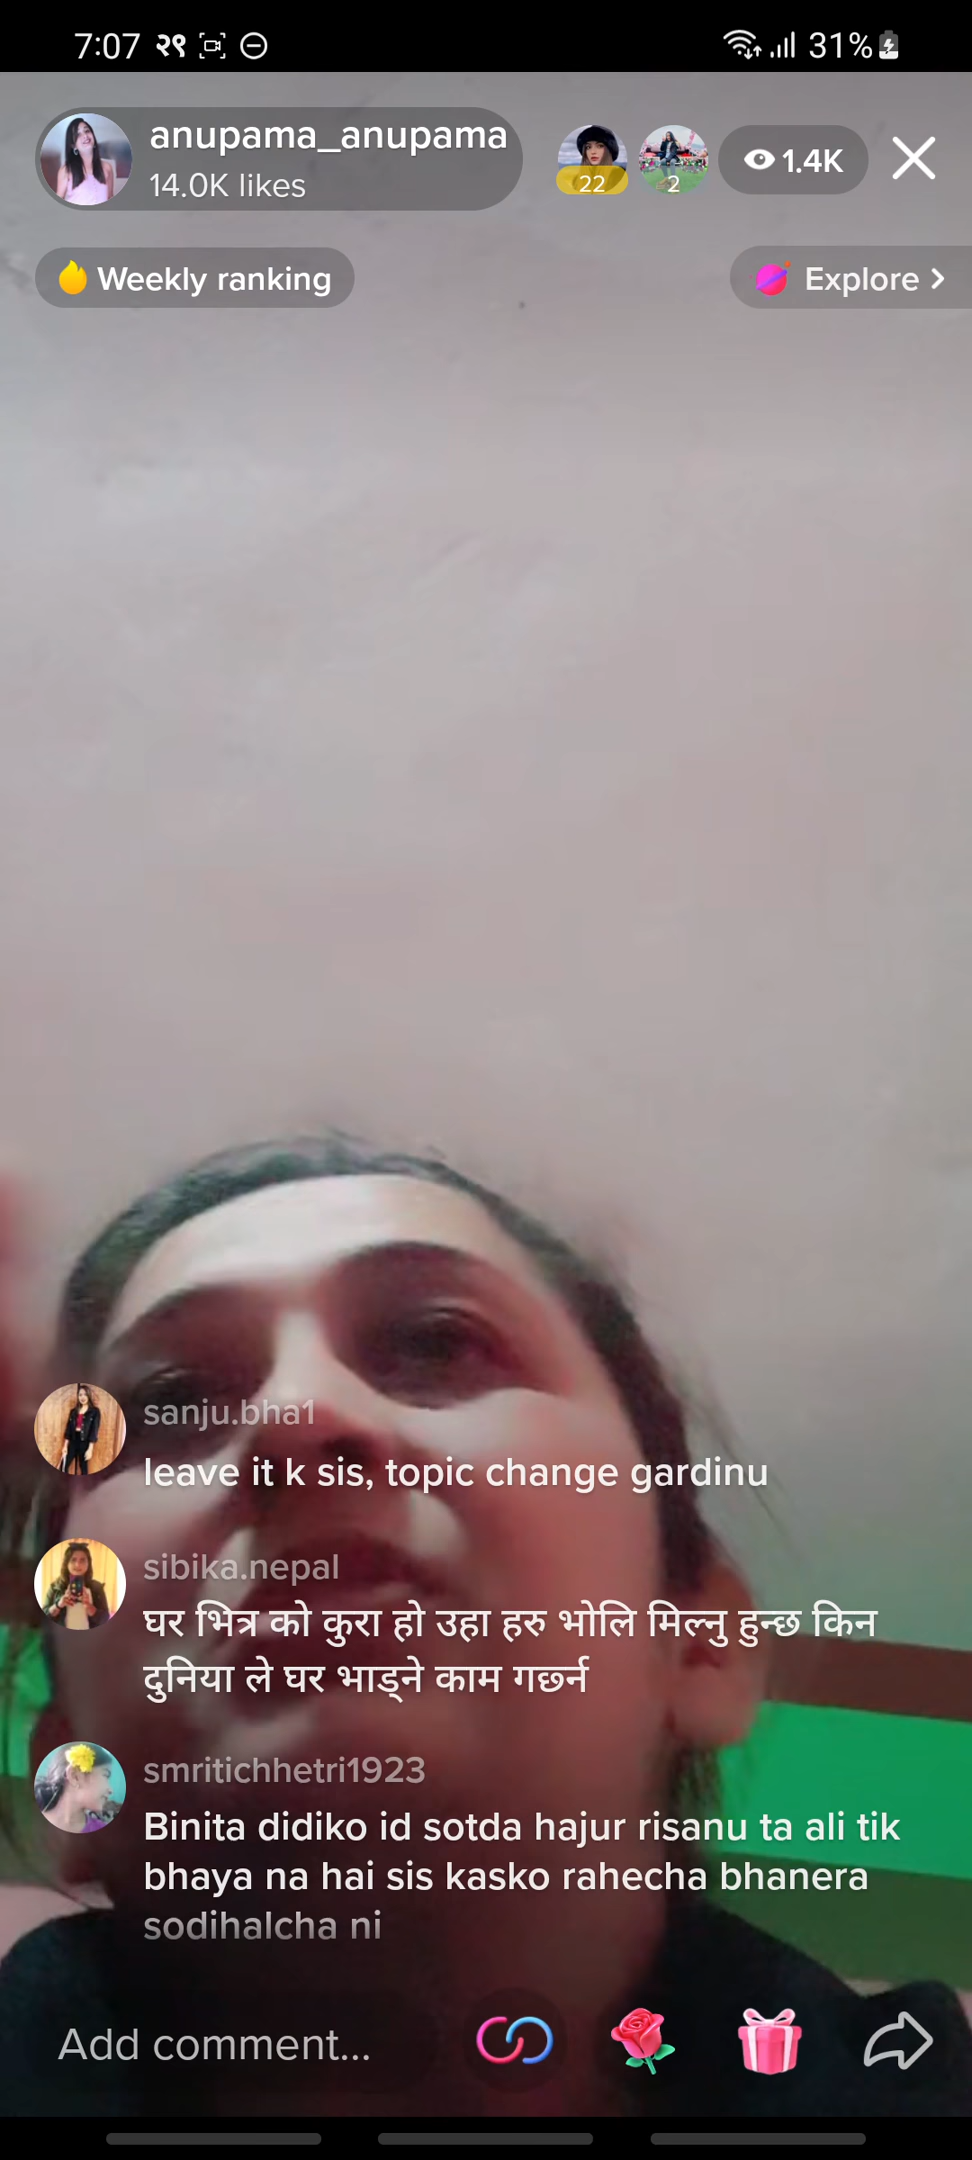 7:07 २९
31%
anupama_anupama
14.0K likes
22
2
1.4K
Weekly ranking
Explore
sanju.bha1
leave it k sis, topic change gardinu
sibika.nepal
घर भित्र को कुरा हो उहा हरु भोलि मिल्नु हुन्छ किन
दुनिया ले घर भाड्ने काम गर्छन
smritichhetri1923
Binita didiko id sotda hajur risanu ta ali tik
bhaya na hai sis kasko rahecha bhanera
sodihalcha ni
Add comment...